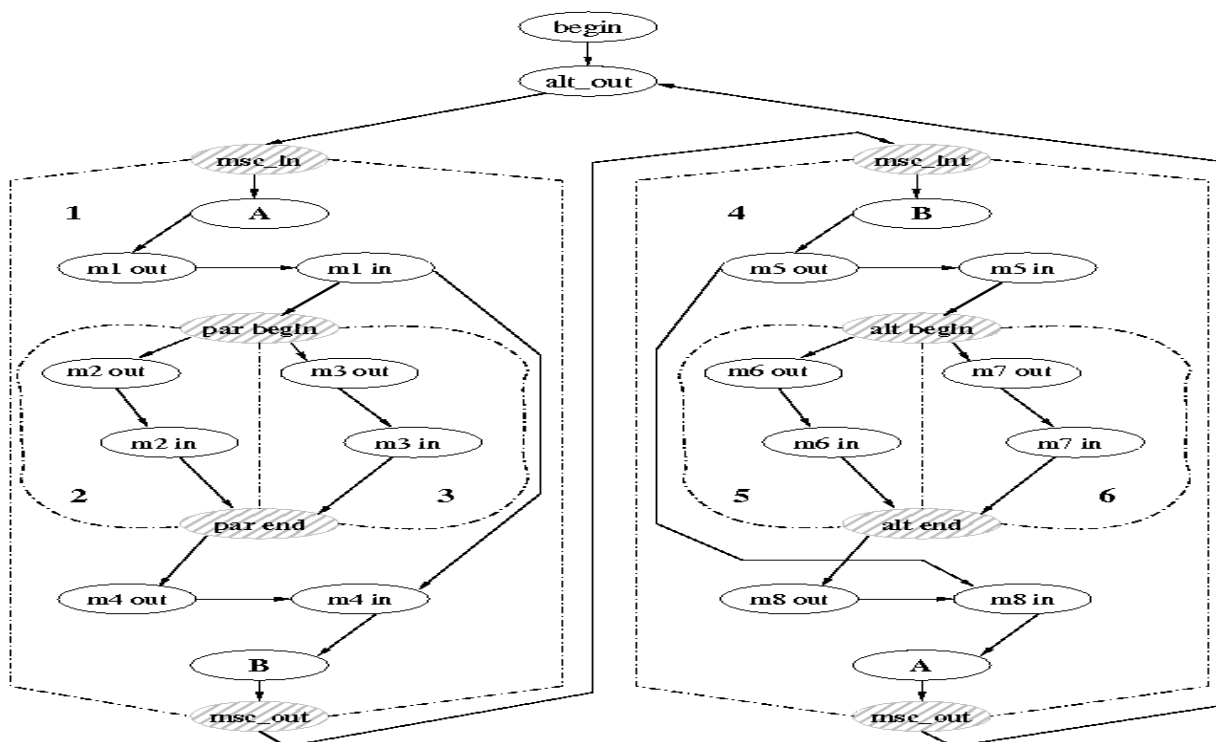 begin
alt_out
msc_in
1
A
m1 out
m1 in
par begin
m2 out
m3 out
m2 in
m3 in
2
3
par end
m4 out
m4 in
B
msc_out
msc_int
4
B
m5 out
m5 in
alt begin
m6 out
m7 out
m6 in
m7 in
5
6
alt end
m8 out
m8 in
A
msc_out